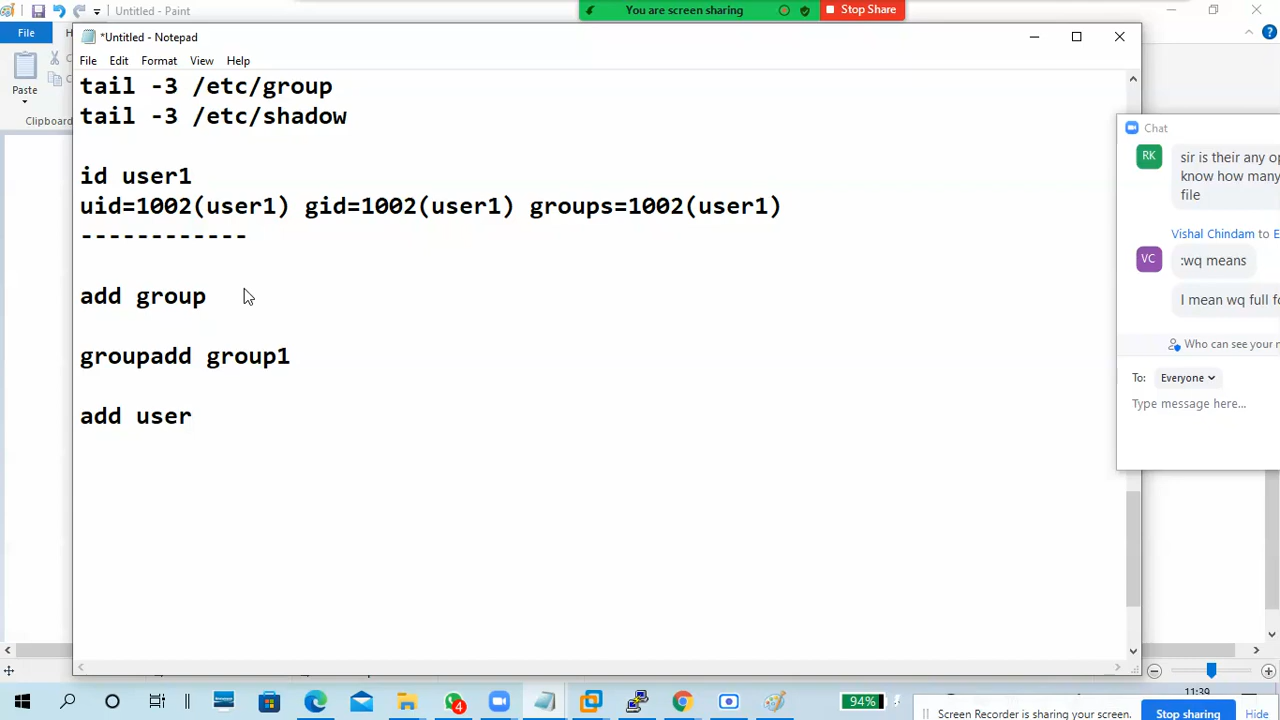 Untitled - Paint
You are screen sharing
Stop Share
File
Paste
Clipboard
*Untitled - Notepad
File Edit Format View Help
tail -3 /etc/group
tail -3 /etc/shadow
id user1
uid=1002(user1) gid=1002(user1) groups=1002(user1)
------------
add group
groupadd group1
add user
Chat
RK
sir is their any op
know how many
file
Vishal Chindam to E
VC
:wq means
I mean wq full fo
Who can see your
To: Everyone
Type message here...
4
94%
11:39
Screen Recorder is sharing your screen.
Stop sharing
Hide